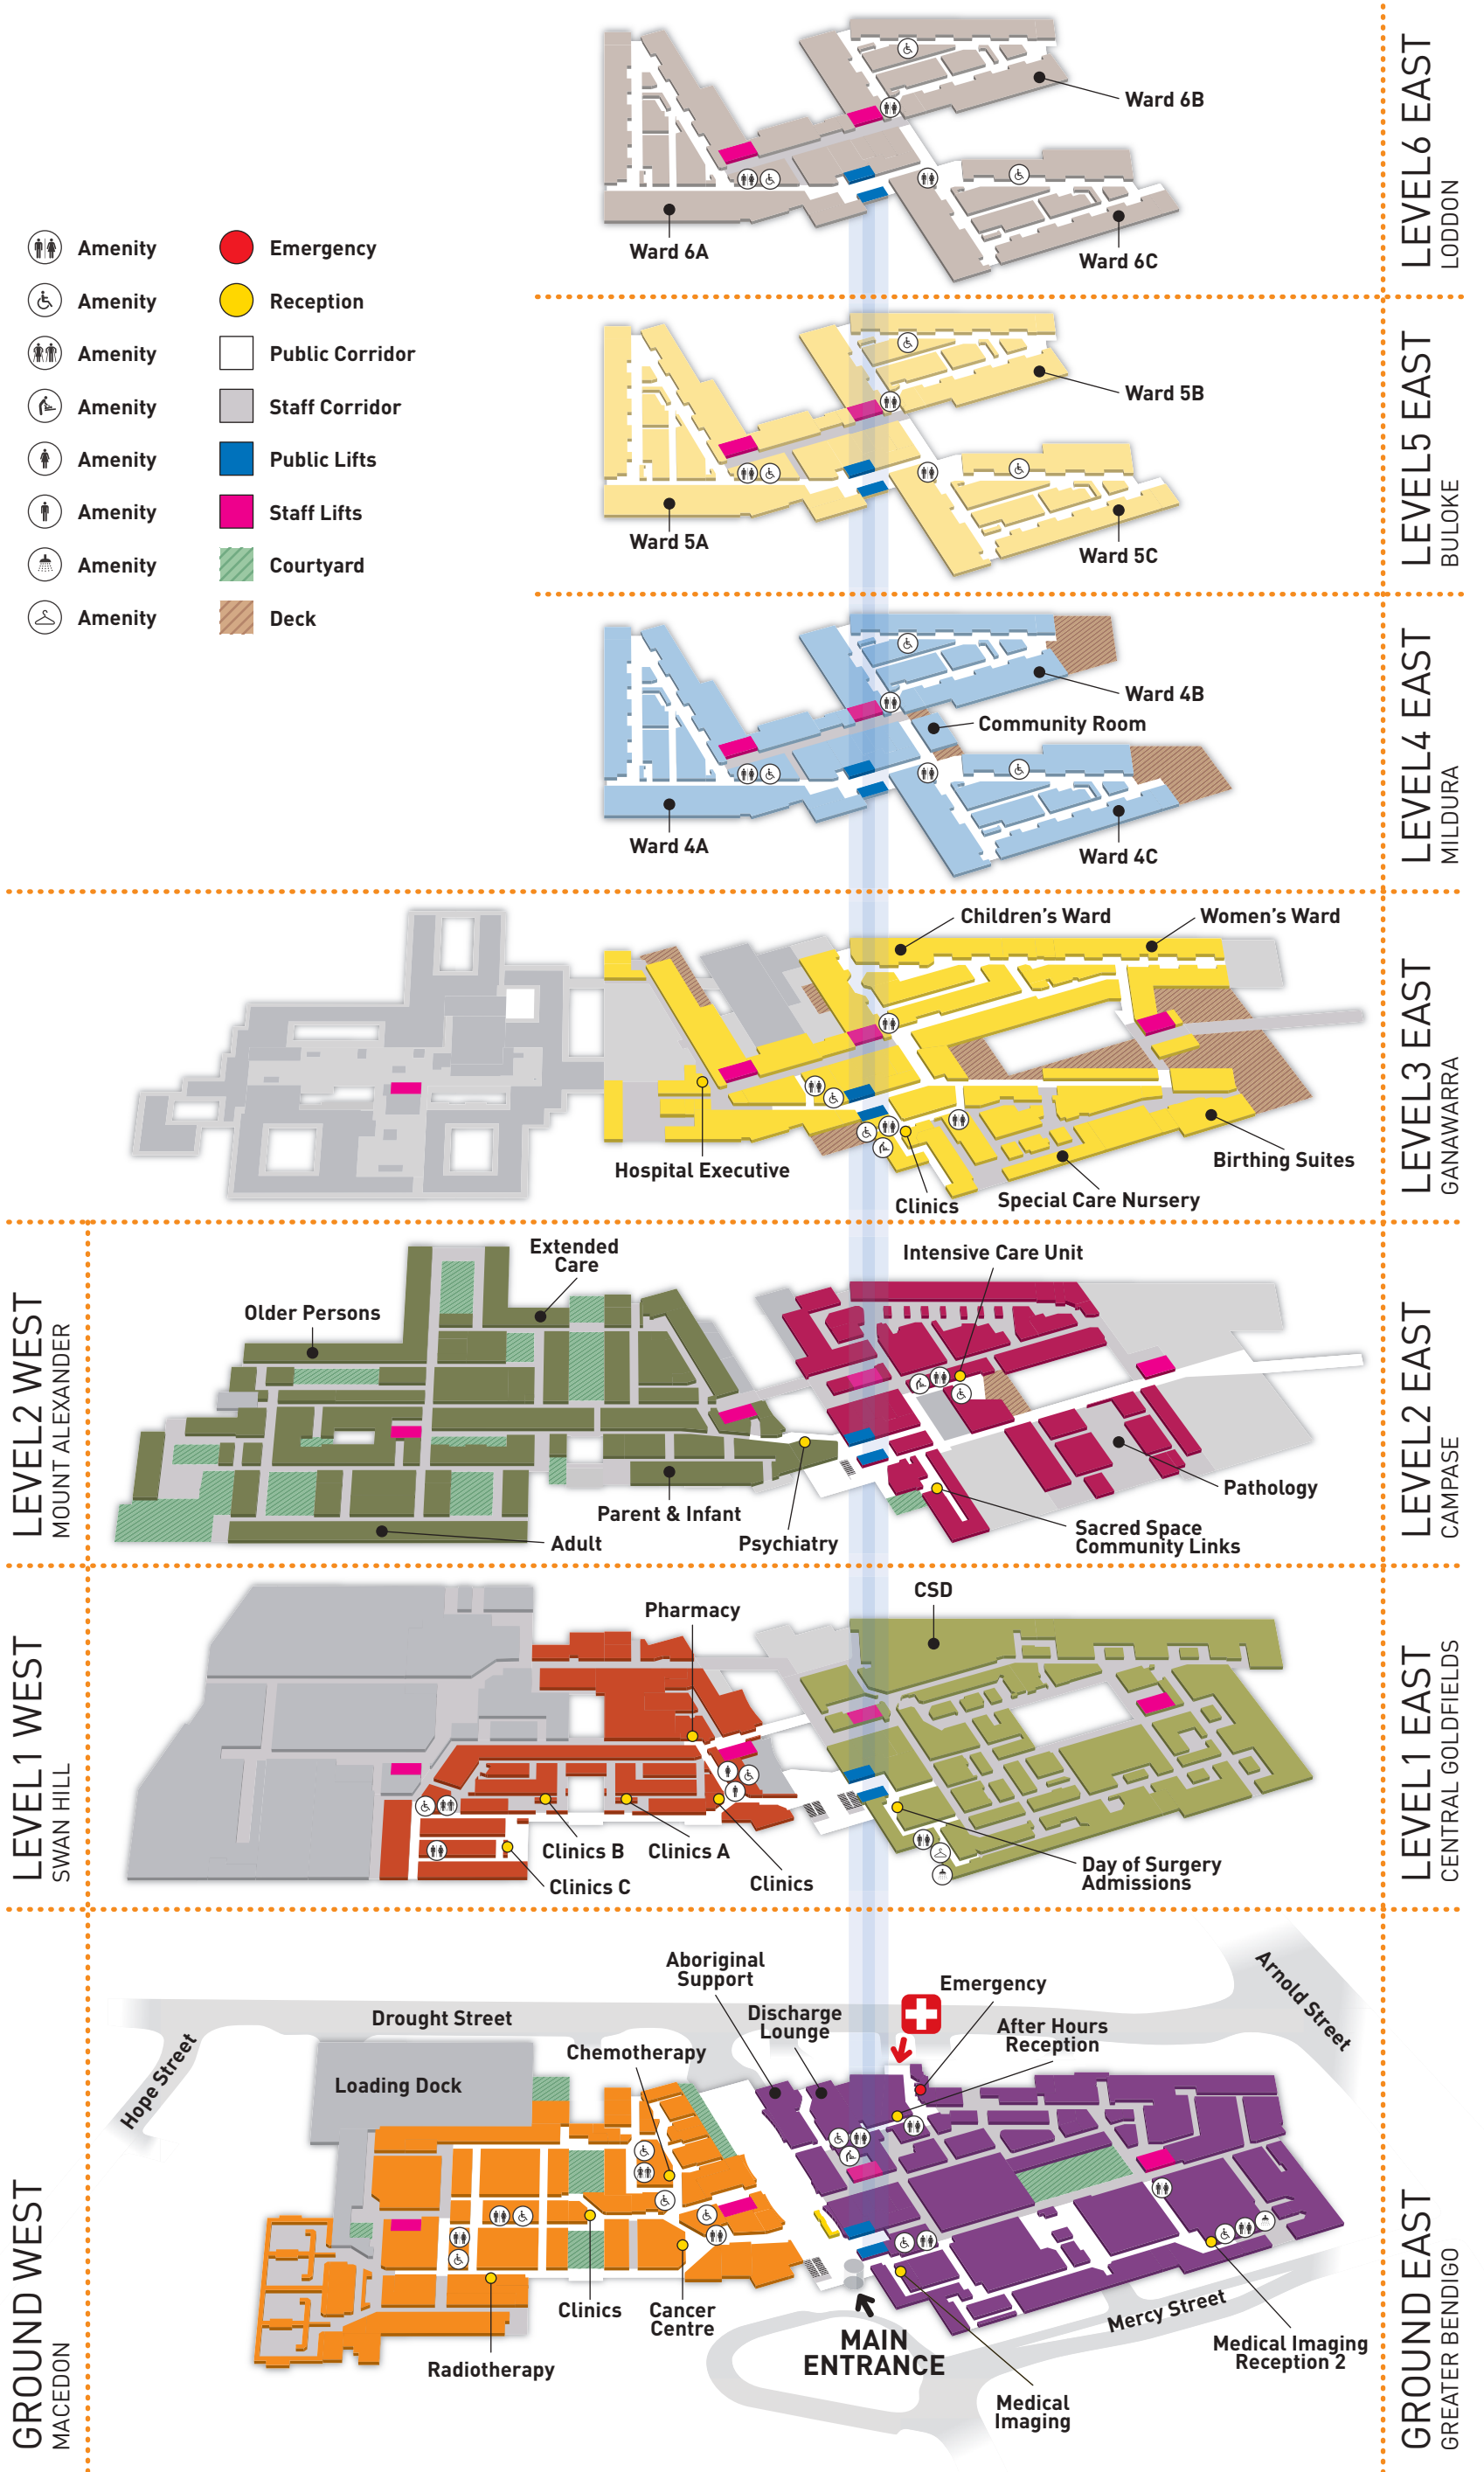 LEVEL6 EAST
LODDON
Ward 6B
Ward 6A
Ward 6C
Amenity
Emergency
Amenity
Reception
Amenity
Public Corridor
Amenity
Staff Corridor
Amenity
Public Lifts
Amenity
Staff Lifts
Amenity
Courtyard
Amenity
Deck
LEVEL5 EAST
BULOKE
Ward 5B
Ward 5A
Ward 5C
LEVEL4 EAST
MILDURA
Ward 4B
Community Room
Ward 4A
Ward 4C
LEVEL3 EAST
GANAWARRA
Children's Ward
Women's Ward
Hospital Executive
Clinics
Special Care Nursery
Birthing Suites
LEVEL2 WEST
MOUNT ALEXANDER
Extended
Care
Older Persons
Parent & Infant
Adult
Psychiatry
LEVEL2 EAST
CAMPASE
Intensive Care Unit
Pathology
Sacred Space
Community Links
LEVEL1 WEST
SWAN HILL
Pharmacy
Clinics B
Clinics A
Clinics C
Clinics
LEVEL1 EAST
CENTRAL GOLDFIELDS
CSD
Day of Surgery
Admissions
GROUND WEST
MACEDON
Hope Street
Drought Street
Arnold Street
Loading Dock
Chemotherapy
Aboriginal
Support
Discharge
Lounge
Emergency
After Hours
Reception
Clinics
Cancer
Centre
Radiotherapy
MAIN
ENTRANCE
Mercy Street
Medical Imaging
Reception 2
Medical
Imaging
GROUND EAST
GREATER BENDIGO